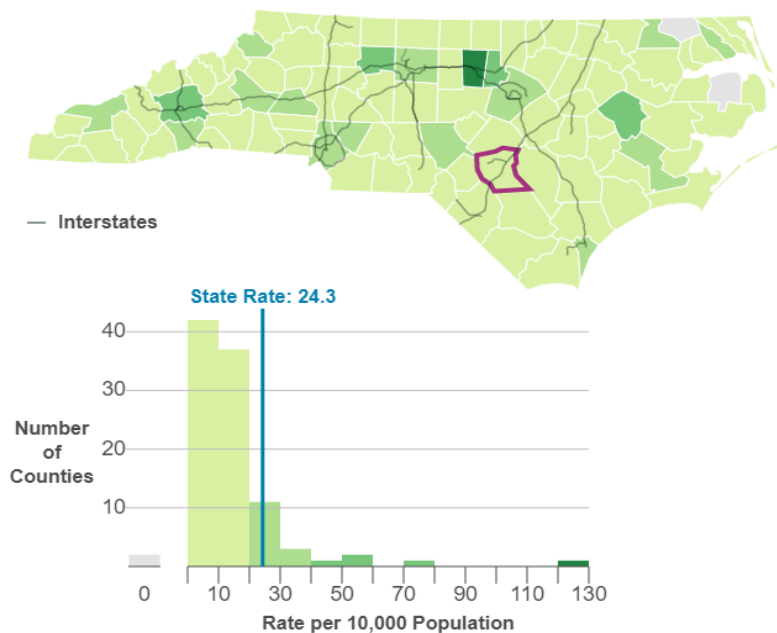 Interstates
State Rate: 24.3
40
30
20
10
Number
of
Counties
0
10
30
50
70
90
110
130
Rate per 10,000 Population